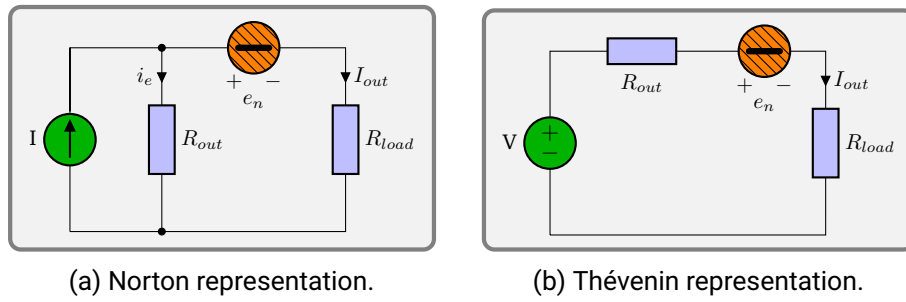 i_e
+ −
e_n
I_out
I
R_out
R_load
(a) Norton representation.
R_out
+ −
e_n
I_out
V
+
−
R_load
(b) Thévenin representation.